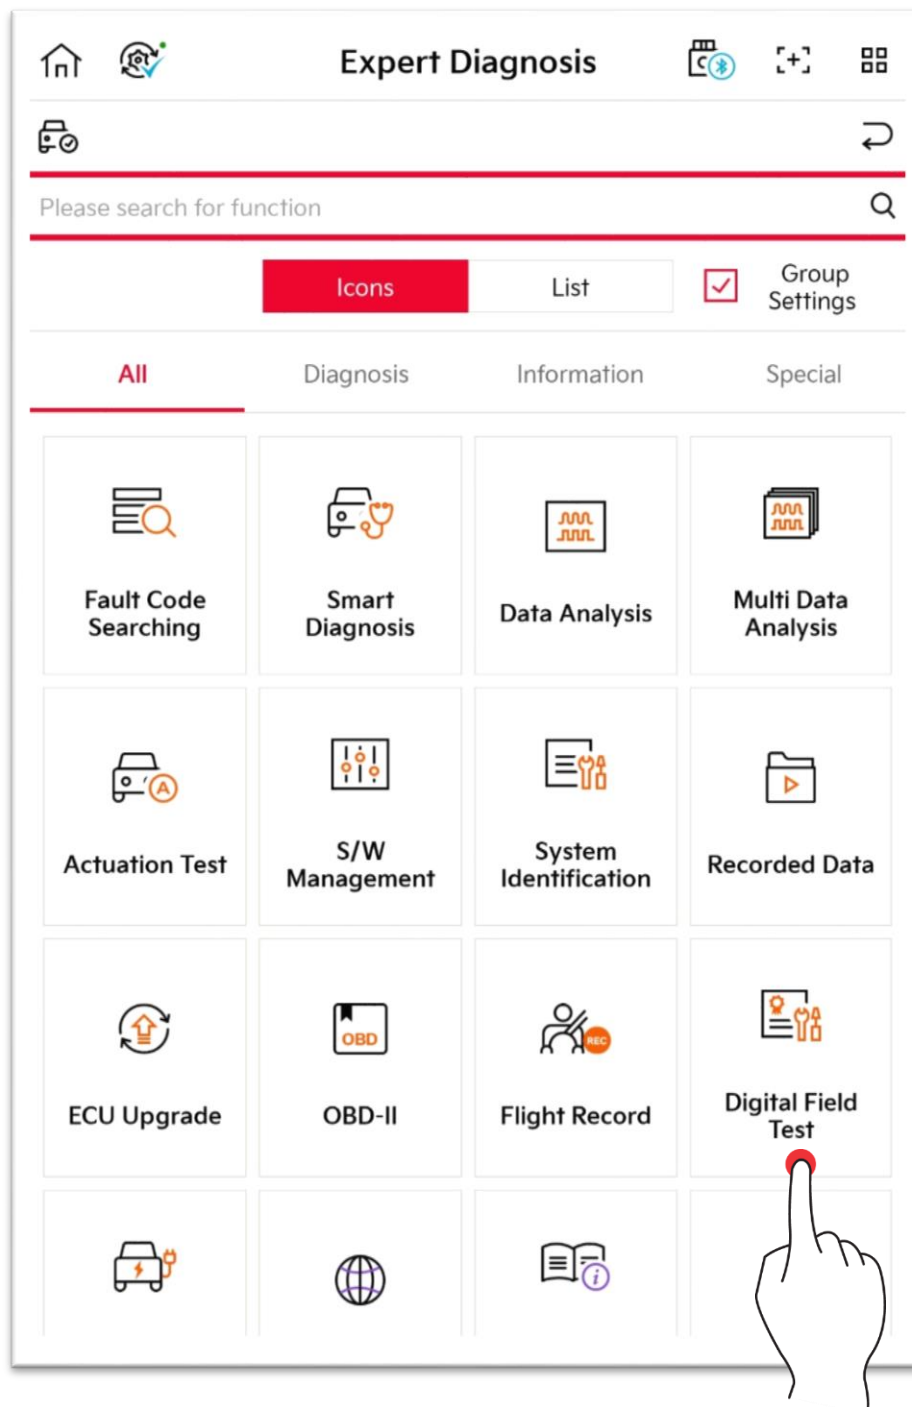 Expert Diagnosis
Please search for function
Icons
List
Group
Settings
All
Diagnosis
Information
Special
Fault Code
Searching
Smart
Diagnosis
Data Analysis
Multi Data
Analysis
Actuation Test
S/W
Management
System
Identification
Recorded Data
ECU Upgrade
OBD
OBD-II
REC
Flight Record
Digital Field
Test